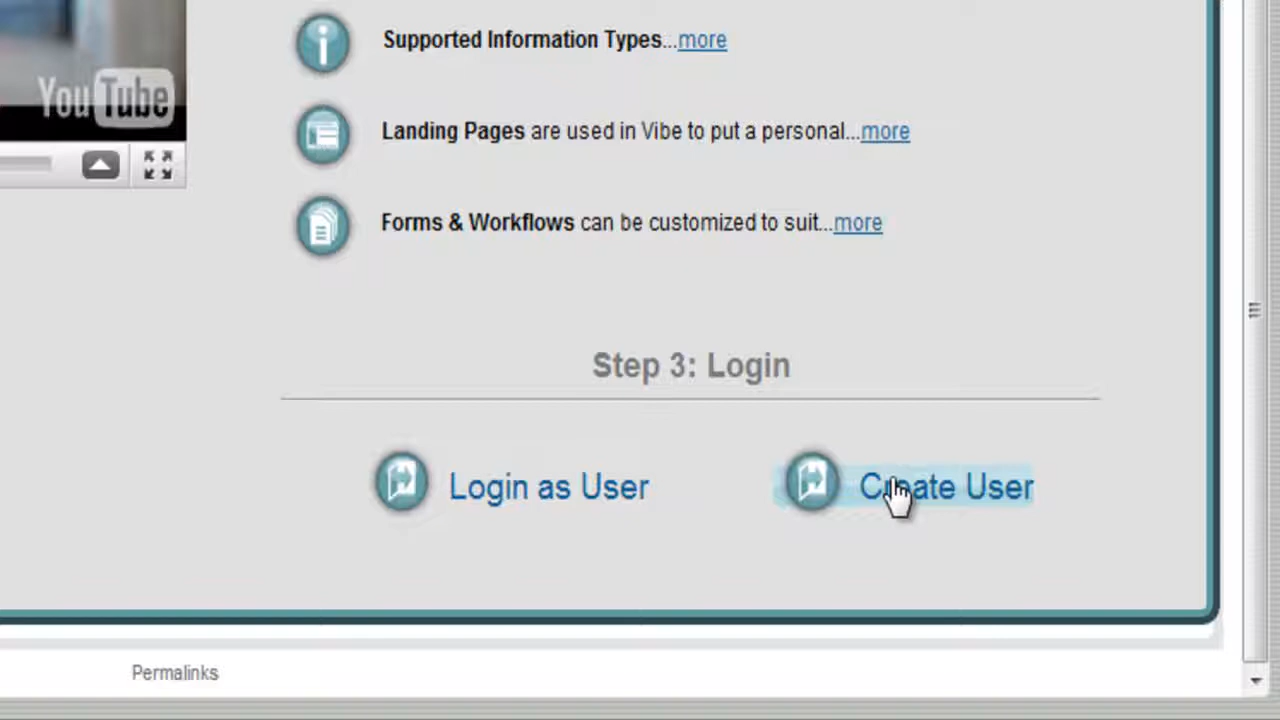 Supported Information Types...more
YouTube
Landing Pages are used in Vibe to put a personal...more
Forms & Workflows can be customized to suit...more
Step 3: Login
Login as User
Create User
Permalinks